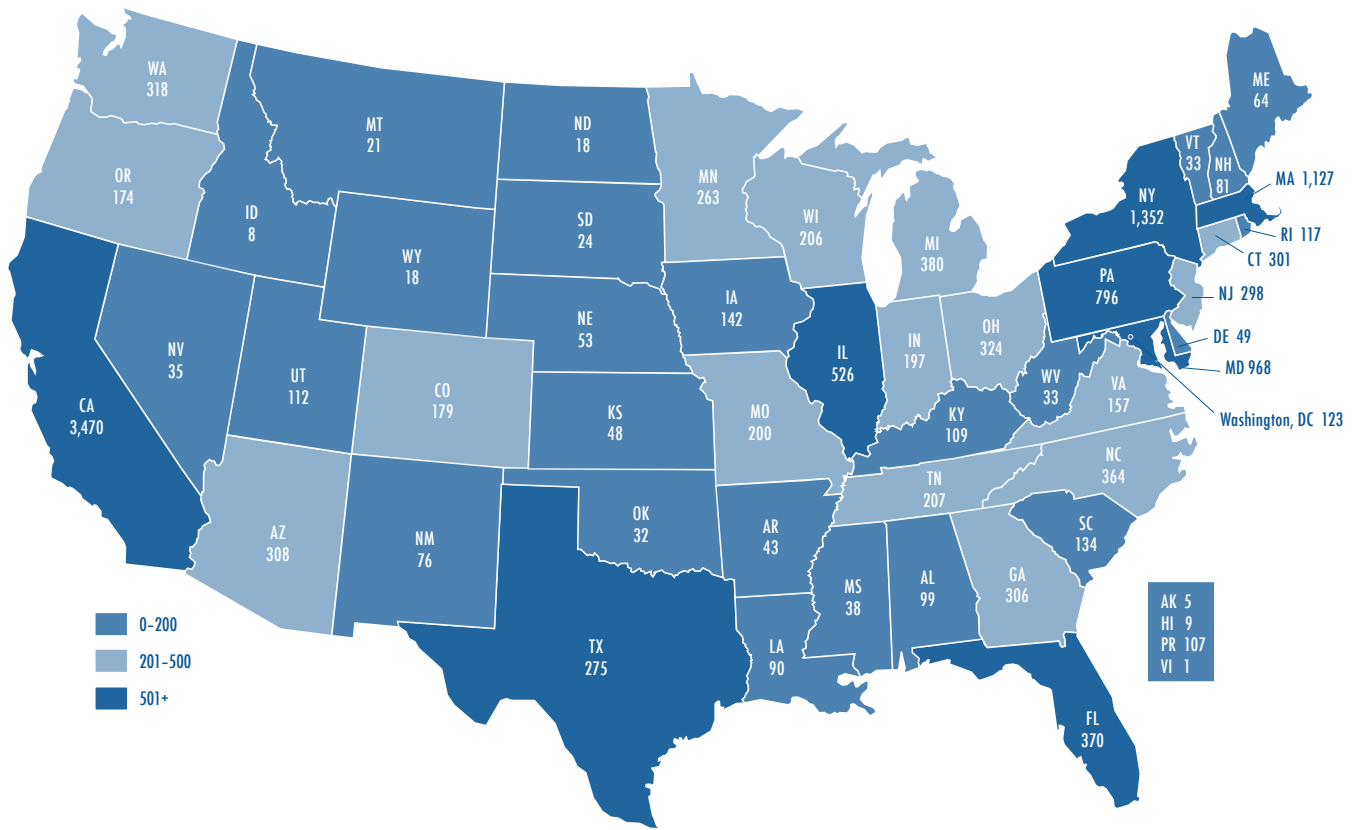 WA
318
OR
174
CA
3,470
ID
8
NV
35
MT
21
WY
18
UT
112
AZ
308
CO
179
NM
76
ND
18
SD
24
NE
53
KS
48
OK
32
TX
275
MN
263
IA
142
MO
200
AR
43
LA
90
WI
206
IL
526
MI
380
IN
197
OH
324
KY
109
TN
207
MS
38
AL
99
GA
306
FL
370
SC
134
NC
364
VA
157
WV
33
PA
796
NY
1,352
VT
33
NH
81
ME
64
MA 1,127
RI 117
CT 301
NJ 298
DE 49
MD 968
Washington, DC 123
AK 5
HI 9
PR 107
VI 1
0–200
201–500
501+